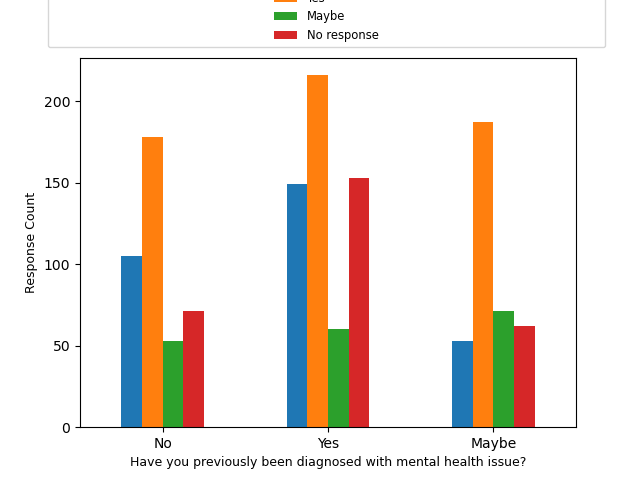 Yes
Maybe
No response
200
150
100
50
0
Response Count
No Yes Maybe
Have you previously been diagnosed with mental health issue?